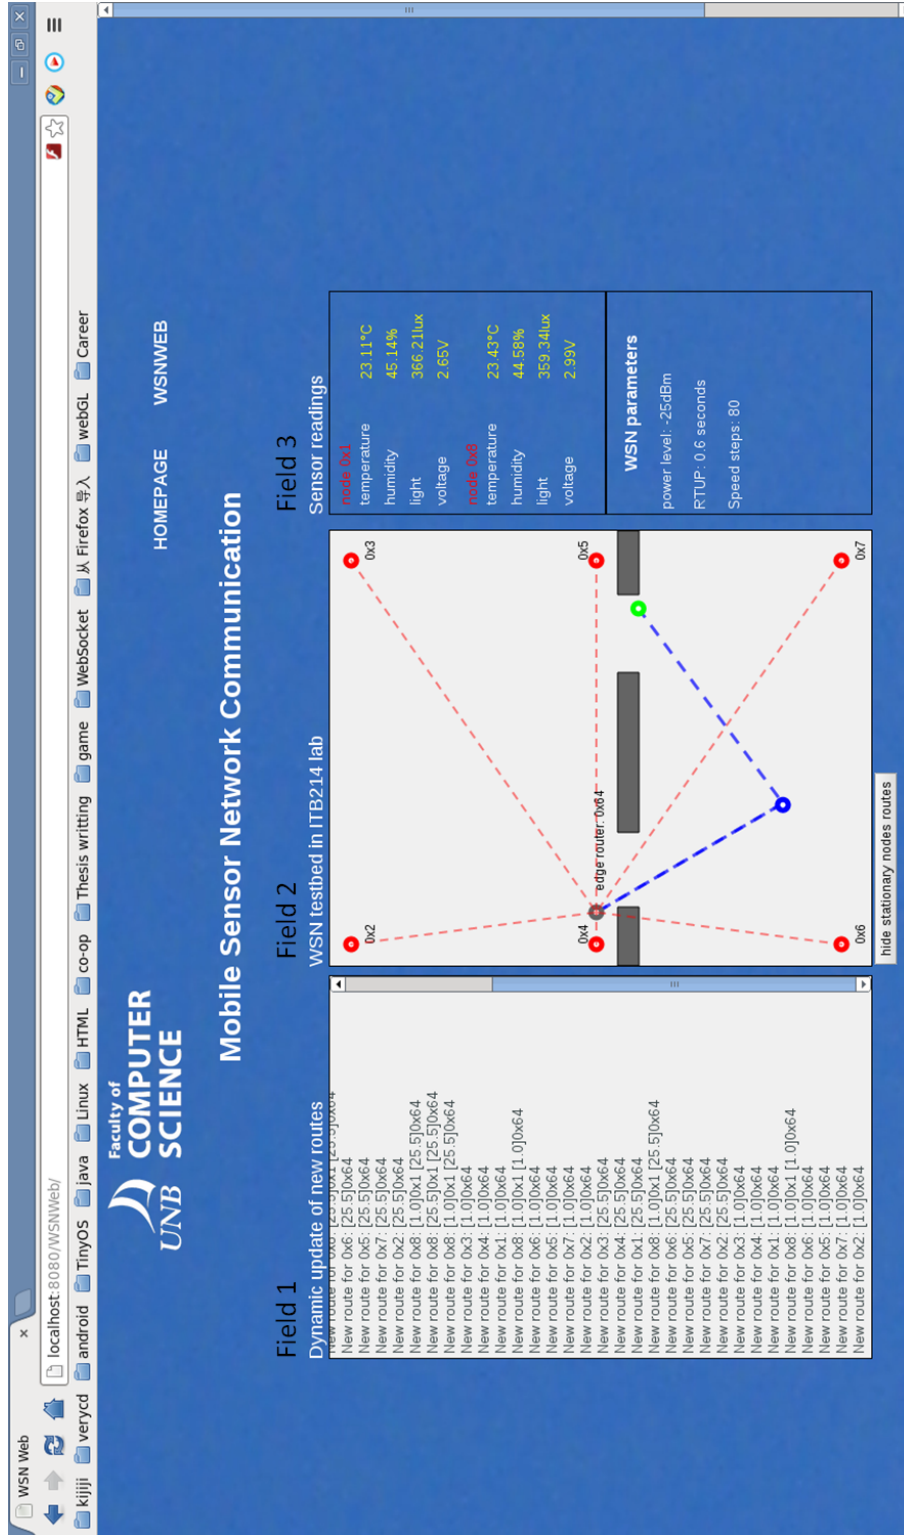 WSN Web
localhost:8080/WSNWeb/
kijiji verycd android TinyOS java Linux HTML co-op Thesis writting game WebSocket 从 Firefox 导入 webGL Career
UNB
Faculty of
COMPUTER
SCIENCE
HOMEPAGE WSNWEB
Mobile Sensor Network Communication
Field 1
Dynamic update of new routes
New route for 0x6: [25.5]0x64
New route for 0x5: [25.5]0x64
New route for 0x7: [25.5]0x64
New route for 0x2: [25.5]0x64
New route for 0x8: [1.0]0x1 [25.5]0x64
New route for 0x8: [25.5]0x1 [25.5]0x64
New route for 0x8: [1.0]0x1 [25.5]0x64
New route for 0x3: [1.0]0x64
New route for 0x4: [1.0]0x64
New route for 0x1: [1.0]0x64
New route for 0x8: [1.0]0x1 [1.0]0x64
New route for 0x6: [1.0]0x64
New route for 0x5: [1.0]0x64
New route for 0x7: [1.0]0x64
New route for 0x2: [1.0]0x64
New route for 0x3: [25.5]0x64
New route for 0x4: [25.5]0x64
New route for 0x1: [25.5]0x64
New route for 0x8: [1.0]0x1 [25.5]0x64
New route for 0x6: [25.5]0x64
New route for 0x5: [25.5]0x64
New route for 0x7: [25.5]0x64
New route for 0x2: [25.5]0x64
New route for 0x3: [1.0]0x64
New route for 0x4: [1.0]0x64
New route for 0x1: [1.0]0x64
New route for 0x8: [1.0]0x1 [1.0]0x64
New route for 0x6: [1.0]0x64
New route for 0x5: [1.0]0x64
New route for 0x7: [1.0]0x64
New route for 0x2: [1.0]0x64
Field 2
WSN testbed in ITB214 lab
0x2
0x3
0x4
0x5
edge router: 0x64
0x6
0x7
hide stationary nodes routes
Field 3
Sensor readings
node 0x1
temperature 23.11°C
humidity 45.14%
light 366.21lux
voltage 2.65V
node 0x8
temperature 23.43°C
humidity 44.58%
light 359.34lux
voltage 2.99V
WSN parameters
power level: -25dBm
RTUP: 0.6 seconds
Speed steps: 80